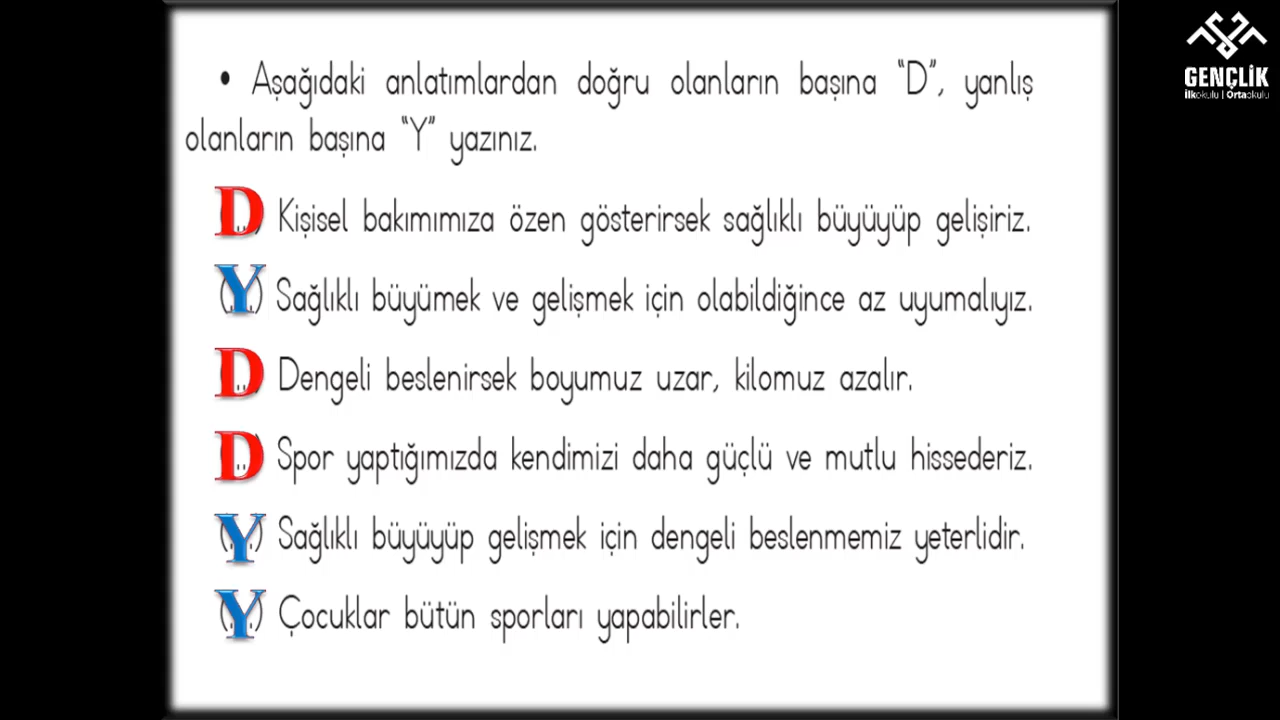 GENÇLİK
İlkokulu | Ortaokulu
• Aşağıdaki anlatımlardan doğru olanların başına “D”, yanlış
olanların başına “Y” yazınız.
D Kişisel bakımımıza özen gösterirsek sağlıklı büyüyüp gelişiriz.
Y Sağlıklı büyümek ve gelişmek için olabildiğince az uyumalıyız.
D Dengeli beslenirsek boyumuz uzar, kilomuz azalır.
D Spor yaptığımızda kendimizi daha güçlü ve mutlu hissederiz.
Y Sağlıklı büyüyüp gelişmek için dengeli beslenmemiz yeterlidir.
Y Çocuklar bütün sporları yapabilirler.